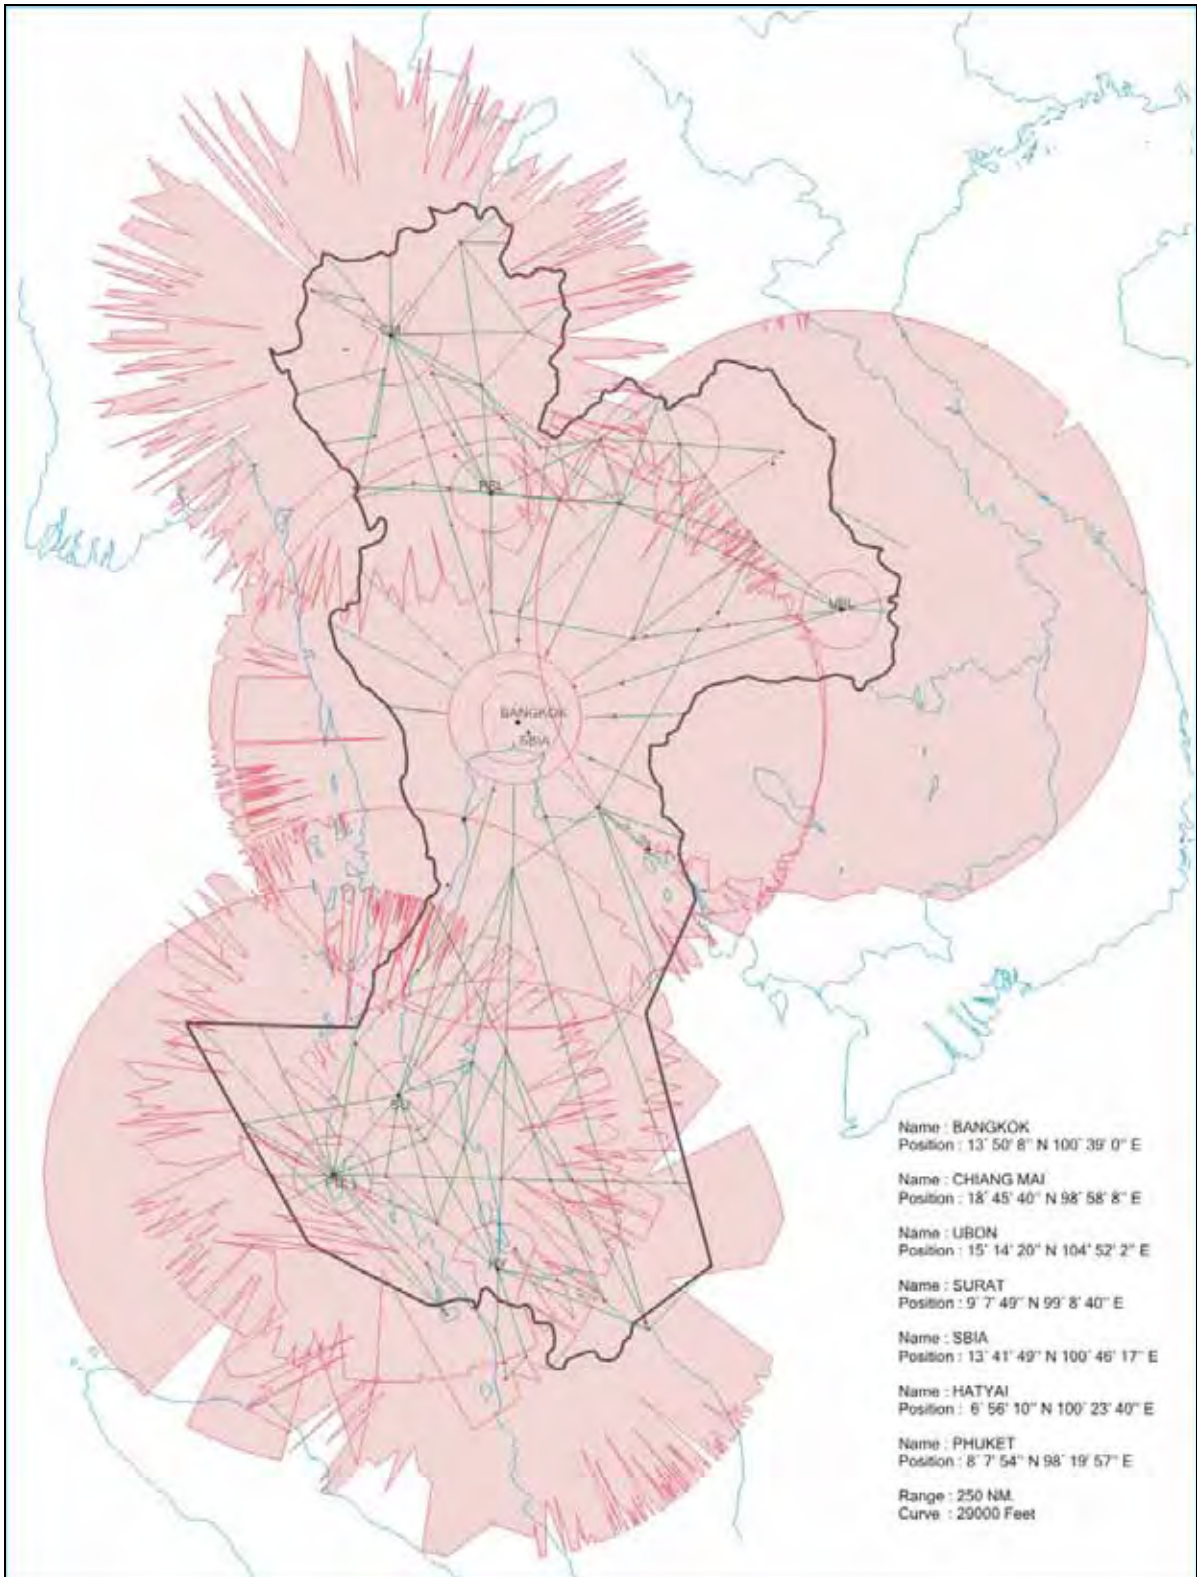 BANGKOK
SBIA
PSL
UBL
Name : BANGKOK
Position : 13° 50' 8" N 100° 39' 0" E
Name : CHIANG MAI
Position : 18° 45' 40" N 98° 58' 8" E
Name : UBON
Position : 15° 14' 20" N 104° 52' 2" E
Name : SURAT
Position : 9° 7' 49" N 99° 8' 40" E
Name : SBIA
Position : 13° 41' 49" N 100° 46' 17" E
Name : HATYAI
Position : 6° 56' 10" N 100° 23' 40" E
Name : PHUKET
Position : 8° 7' 54" N 98° 19' 57" E
Range : 250 NM.
Curve : 29000 Feet